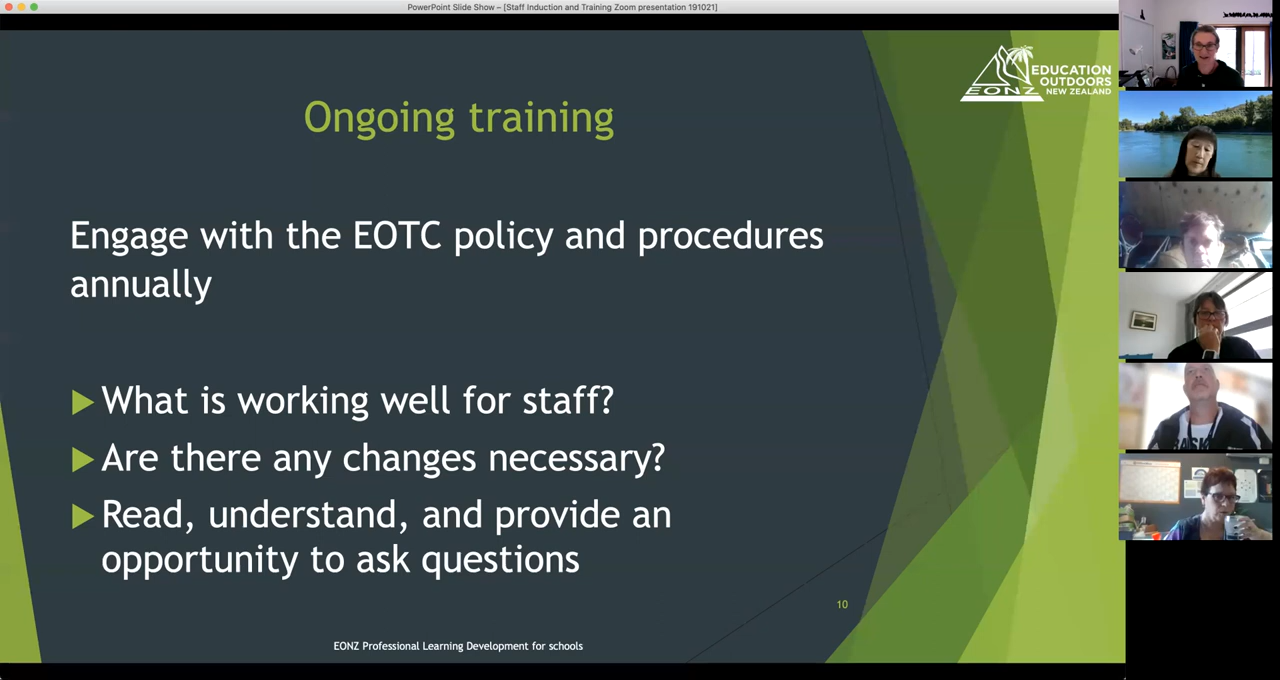 PowerPoint Slide Show – [Staff Induction and Training Zoom presentation 191021]
EONZ
EDUCATION
OUTDOORS
NEW ZEALAND
Ongoing training
Engage with the EOTC policy and procedures
annually
What is working well for staff?
Are there any changes necessary?
Read, understand, and provide an
opportunity to ask questions
10
EONZ Professional Learning Development for schools